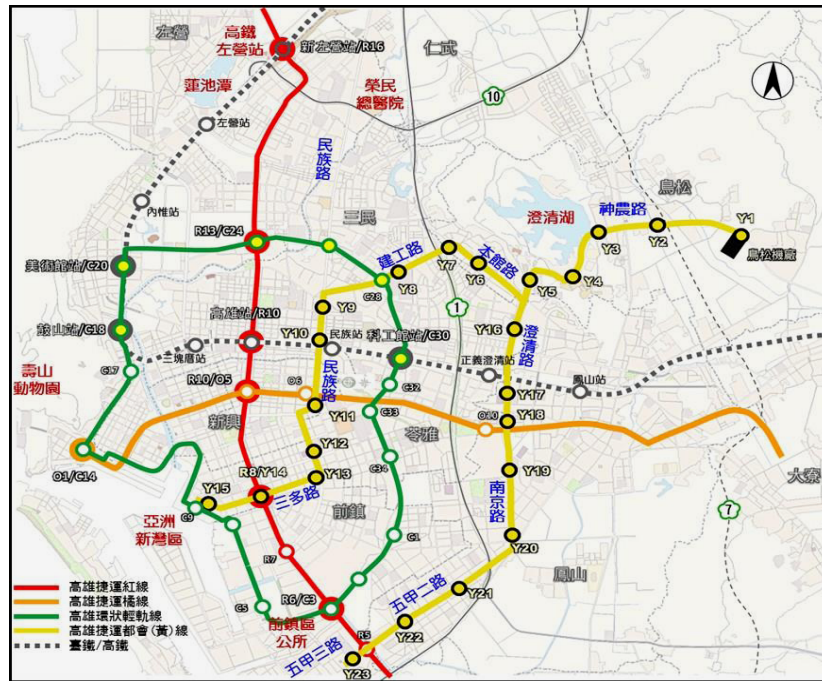 左營
高鐵
左營站
新左營站/R16
仁武
蓮池潭
榮民
總醫院
10
左營站
民族路
鳥松
內惟站
三民
澄清湖
神農路
Y1
Y2
Y3
R13/C24
建工路
本館路
Y7
Y6
鳥松機廠
美術館站/C20
Y8
Y5
Y4
C28
Y9
1
高雄站/R10
Y10
民族站
科工館站/C30
Y16
澄清路
鼓山站/C18
三塊厝站
正義澄清站
鳳山站
壽山
動物園
C17
R10/O5
O6
民族路
C32
Y17
Y11
C33
Y18
新興
苓雅
O10
Y12
O1/C14
R8/Y14
Y13
C34
Y19
大寮
Y15
三多路
南京路
7
C9
亞洲
新灣區
前鎮
C1
Y20
R7
鳳山
五甲二路
Y21
C5
R6/C3
Y22
前鎮區
公所
R5
五甲三路
Y23
高雄捷運紅線
高雄捷運橘線
高雄環狀輕軌線
高雄捷運都會(黃)線
臺鐵/高鐵